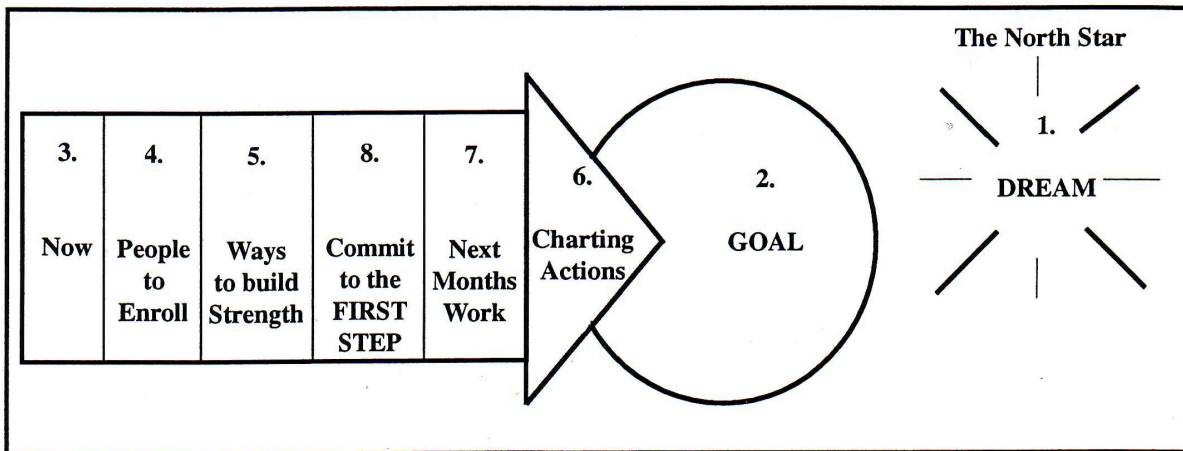 The North Star
1.
DREAM
3.
Now
4.
People
to
Enroll
5.
Ways
to build
Strength
8.
Commit
to the
FIRST
STEP
7.
Next
Months
Work
6.
Charting
Actions
2.
GOAL